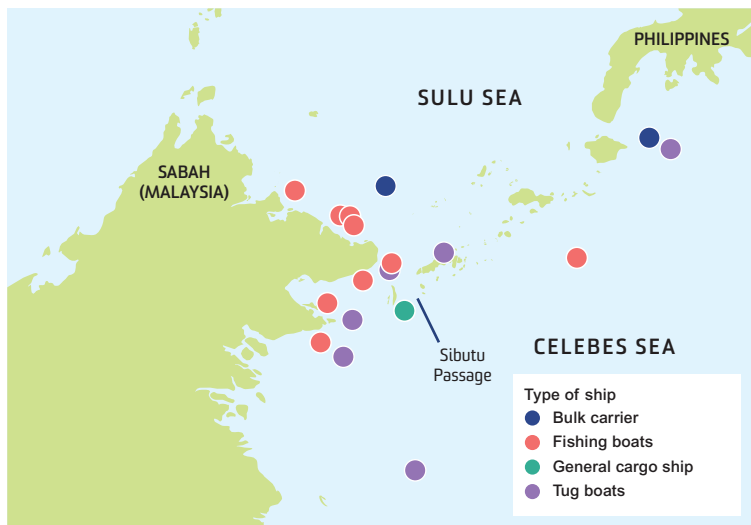 PHILIPPINES
SULU SEA
SABAH
(MALAYSIA)
Sibutu
Passage
CELEBES SEA
Type of ship
Bulk carrier
Fishing boats
General cargo ship
Tug boats